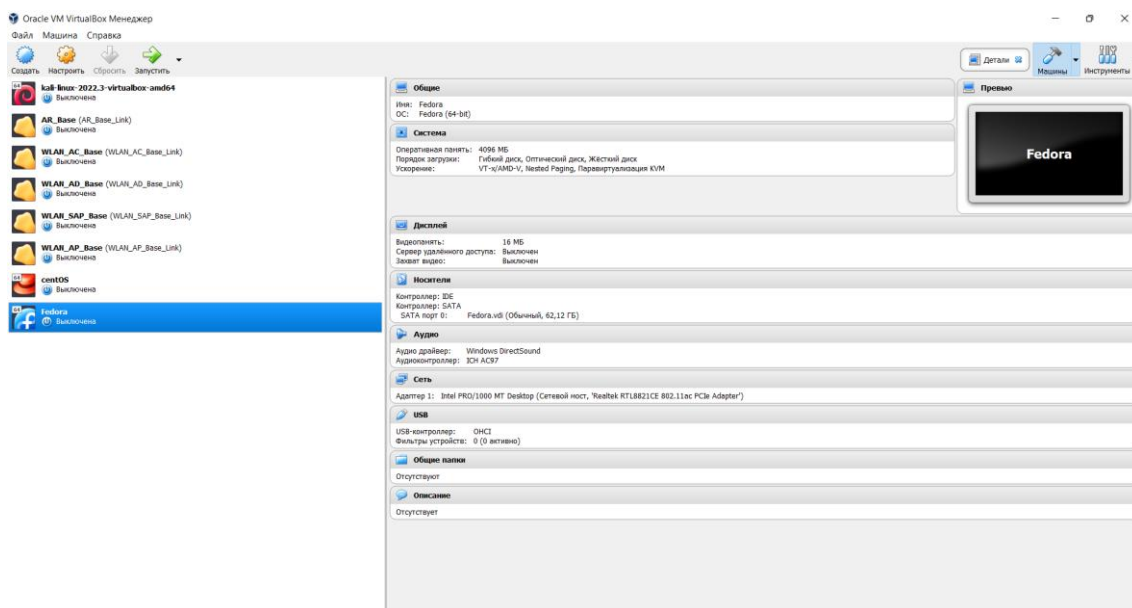 Oracle VM VirtualBox Менеджер
Файл Машина Справка
Создать Настроить Сбросить Запустить
Детали Машины Инструменты
64 kali-linux-2022.3-virtualbox-amd64
Выключена
AR_Base (AR_Base_Link)
Выключена
WLAN_AC_Base (WLAN_AC_Base_Link)
Выключена
WLAN_AD_Base (WLAN_AD_Base_Link)
Выключена
WLAN_SAP_Base (WLAN_SAP_Base_Link)
Выключена
WLAN_AP_Base (WLAN_AP_Base_Link)
Выключена
64 centOS
Выключена
64 Fedora
Выключена
Общие
Имя: Fedora
ОС: Fedora (64-bit)
Система
Оперативная память: 4096 МБ
Порядок загрузки: Гибкий диск, Оптический диск, Жёсткий диск
Ускорение: VT-x/AMD-V, Nested Paging, Паравиртуализация KVM
Превью
Fedora
Дисплей
Видеопамять: 16 МБ
Сервер удалённого доступа: Выключен
Захват видео: Выключен
Носители
Контроллер: IDE
Контроллер: SATA
SATA порт 0: Fedora.vdi (Обычный, 62,12 ГБ)
Аудио
Аудио драйвер: Windows DirectSound
Аудиоконтроллер: ICH AC97
Сеть
Адаптер 1: Intel PRO/1000 MT Desktop (Сетевой мост, 'Realtek RTL8821CE 802.11ac PCIe Adapter')
USB
USB-контроллер: OHCI
Фильтры устройств: 0 (0 активно)
Общие папки
Отсутствуют
Описание
Отсутствует